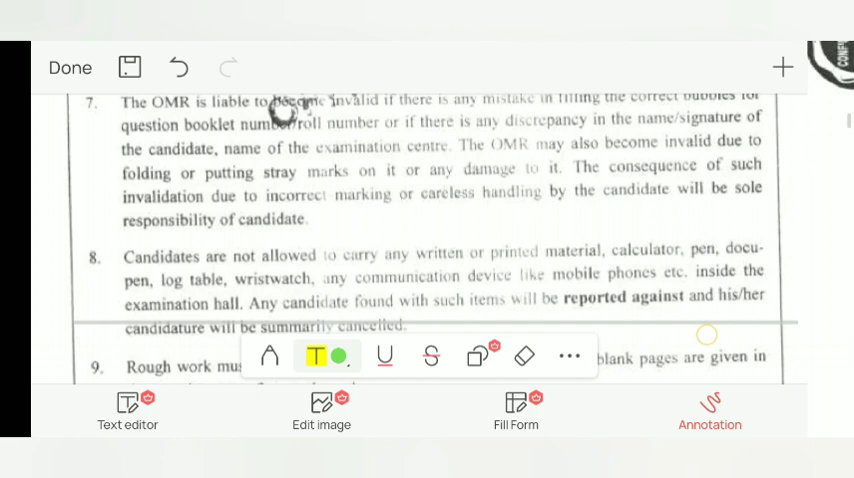 Done
CONF
7. The OMR is liable to become invalid if there is any mistake in filling the correct bubbles for
question booklet number/roll number or if there is any discrepancy in the name/signature of
the candidate, name of the examination centre. The OMR may also become invalid due to
folding or putting stray marks on it or any damage to it. The consequence of such
invalidation due to incorrect marking or careless handling by the candidate will be sole
responsibility of candidate.
8. Candidates are not allowed to carry any written or printed material, calculator, pen, docu-
pen, log table, wristwatch, any communication device like mobile phones etc. inside the
examination hall. Any candidate found with such items will be reported against and his/her
candidature will be summarily cancelled.
9. Rough work blank pages are given in
T U S
Text editor Edit image Fill Form Annotation